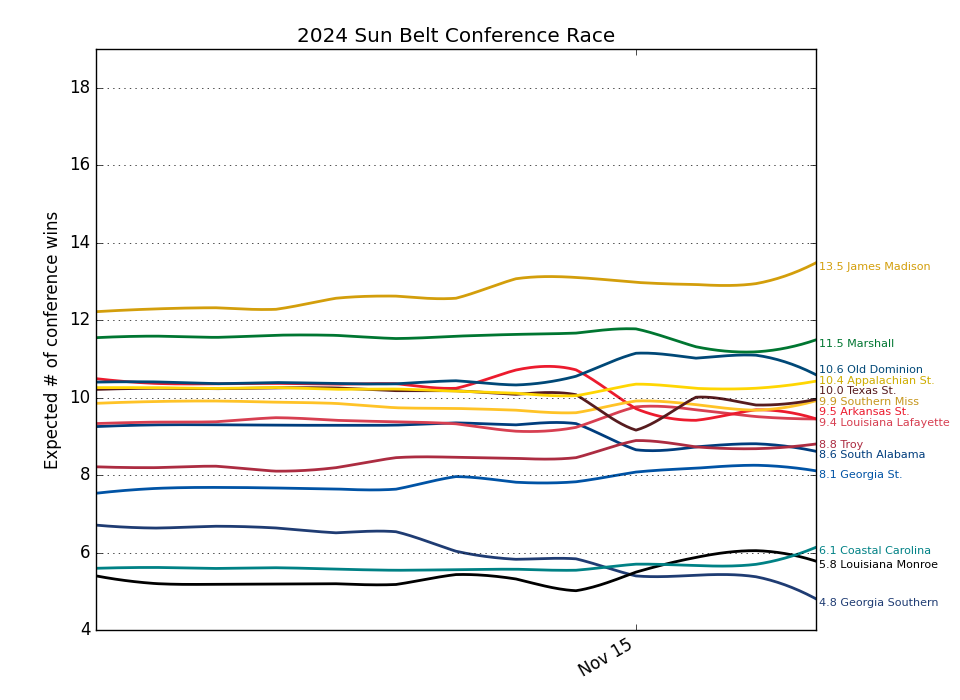 2024 Sun Belt Conference Race
Expected # of conference wins
18
16
14
12
10
8
6
4
Nov 15
13.5 James Madison
11.5 Marshall
10.6 Old Dominion
10.4 Appalachian St.
10.0 Texas St.
9.9 Southern Miss
9.5 Arkansas St.
9.4 Louisiana Lafayette
8.8 Troy
8.6 South Alabama
8.1 Georgia St.
6.1 Coastal Carolina
5.8 Louisiana Monroe
4.8 Georgia Southern